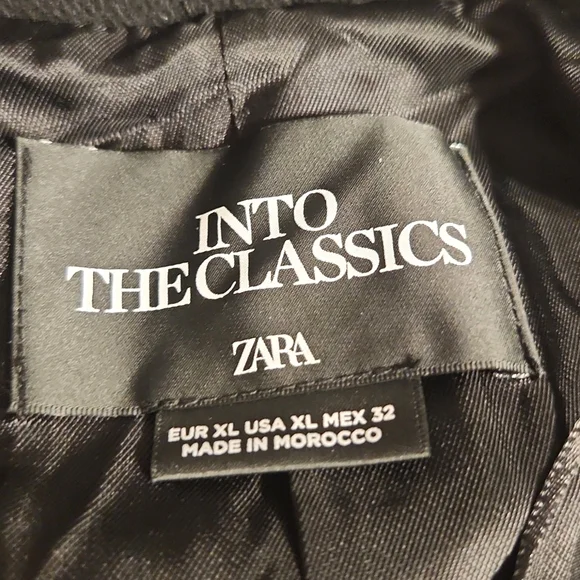 INTO
THE CLASSICS
ZARA
EUR XL USA XL MEX 32
MADE IN MOROCCO